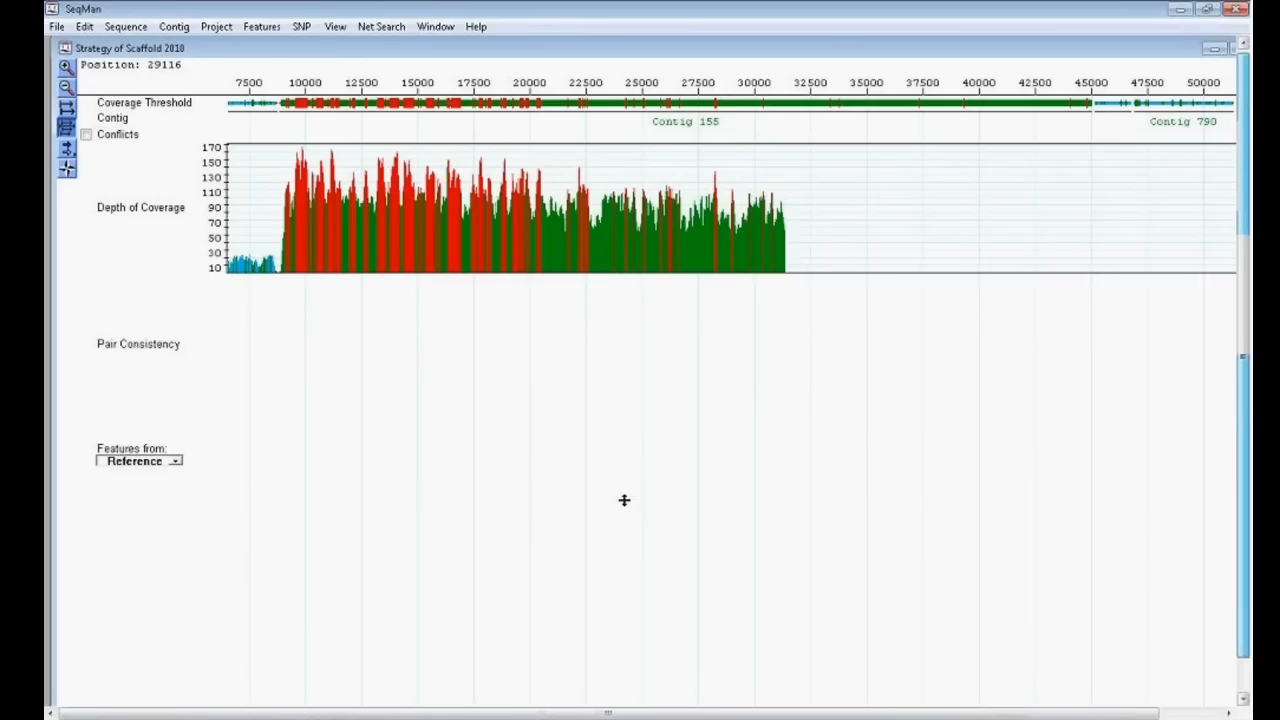 SeqMan
File Edit Sequence Contig Project Features SNP View Net Search Window Help
Strategy of Scaffold 2010
Position: 29116
7500 10000 12500 15000 17500 20000 22500 25000 27500 30000 32500 35000 37500 40000 42500 45000 47500 50000
Coverage Threshold
Contig
Contig 155 Contig 790
Conflicts
170
150
130
110
Depth of Coverage
90
70
50
30
10
Pair Consistency
Features from:
Reference